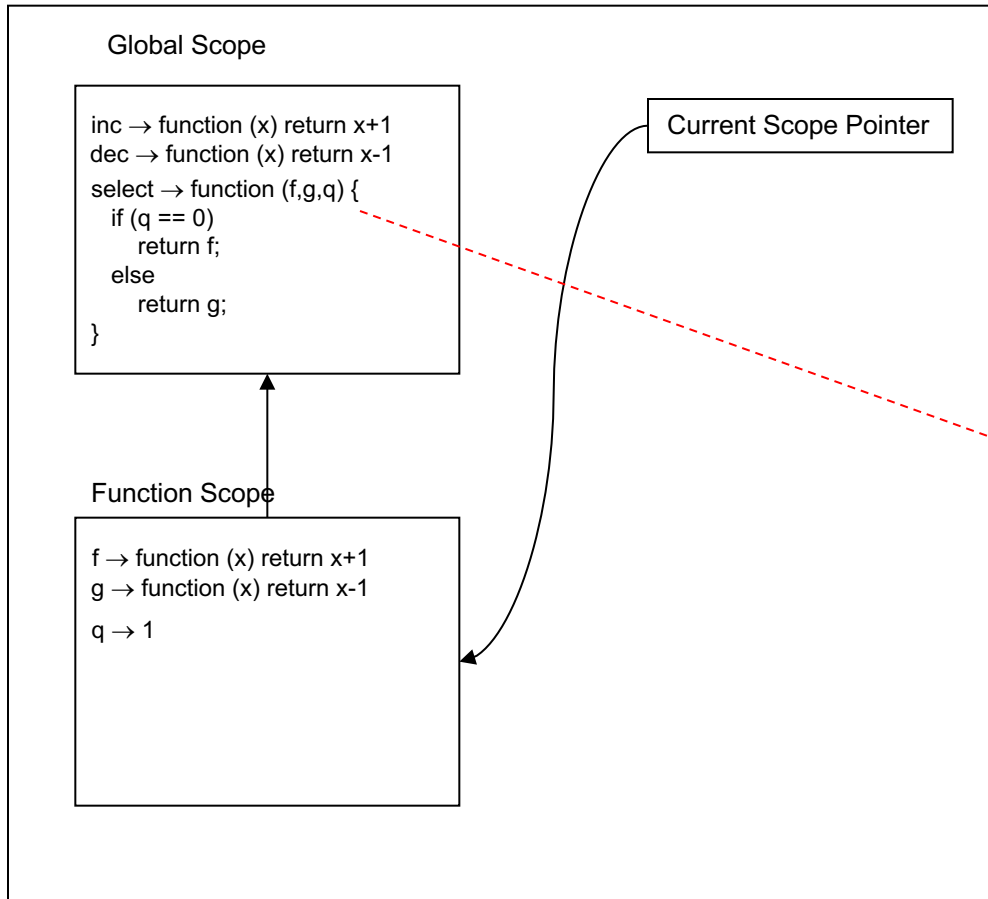 Global Scope
inc → function (x) return x+1
dec → function (x) return x-1
select → function (f,g,q) {
if (q == 0)
return f;
else
return g;
}
Current Scope Pointer
Function Scope
f → function (x) return x+1
g → function (x) return x-1
q → 1